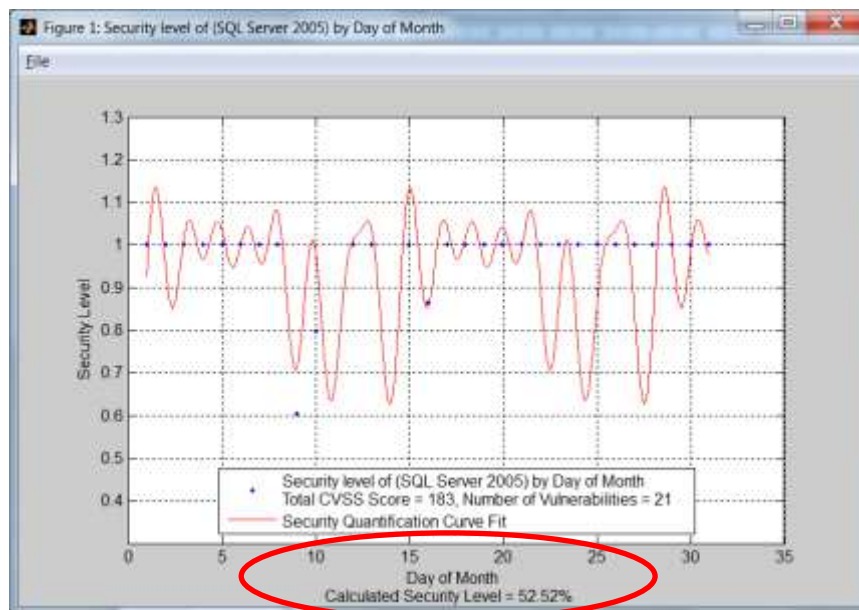 Figure 1: Security level of (SQL Server 2005) by Day of Month
File
1.3
1.2
1.1
1
0.9
0.8
0.7
0.6
0.5
0.4
Security Level
Security level of (SQL Server 2005) by Day of Month
Total CVSS Score = 183, Number of Vulnerabilities = 21
Security Quantification Curve Fit
0 5 10 15 20 25 30 35
Day of Month
Calculated Security Level = 52.52%